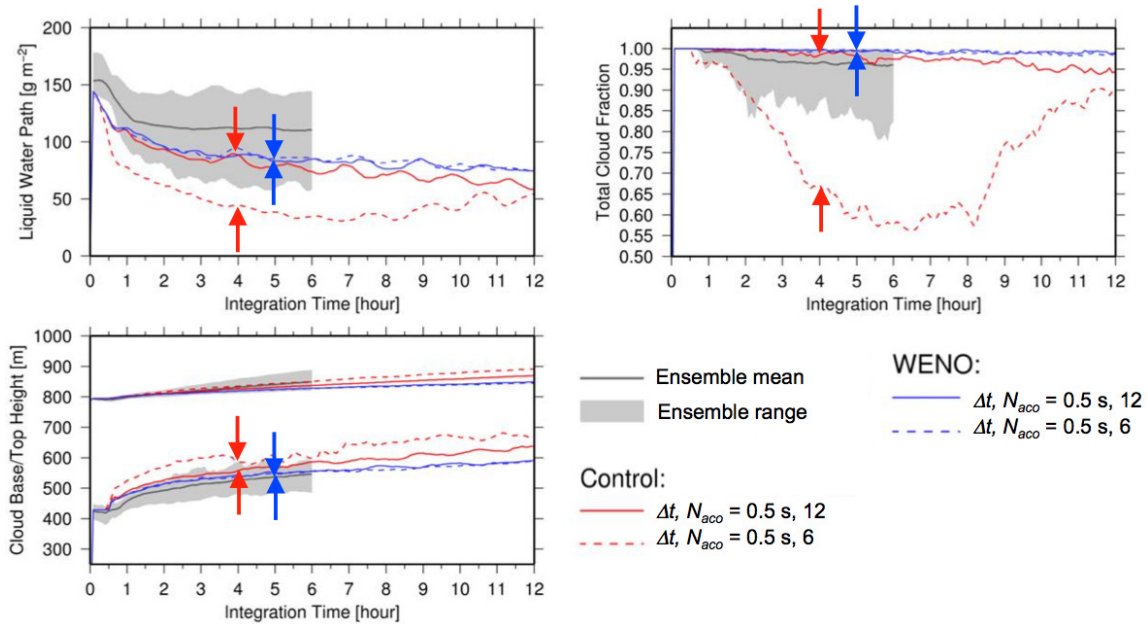 200
150
100
50
0
Liquid Water Path [g m⁻²]
0 1 2 3 4 5 6 7 8 9 10 11 12
Integration Time [hour]
1.00
0.95
0.90
0.85
0.80
0.75
0.70
0.65
0.60
0.55
0.50
Total Cloud Fraction
0 1 2 3 4 5 6 7 8 9 10 11 12
Integration Time [hour]
1000
900
800
700
600
500
400
300
Cloud Base/Top Height [m]
0 1 2 3 4 5 6 7 8 9 10 11 12
Integration Time [hour]
Ensemble mean
Ensemble range
WENO:
Δt, Naco = 0.5 s, 12
Δt, Naco = 0.5 s, 6
Control:
Δt, Naco = 0.5 s, 12
Δt, Naco = 0.5 s, 6